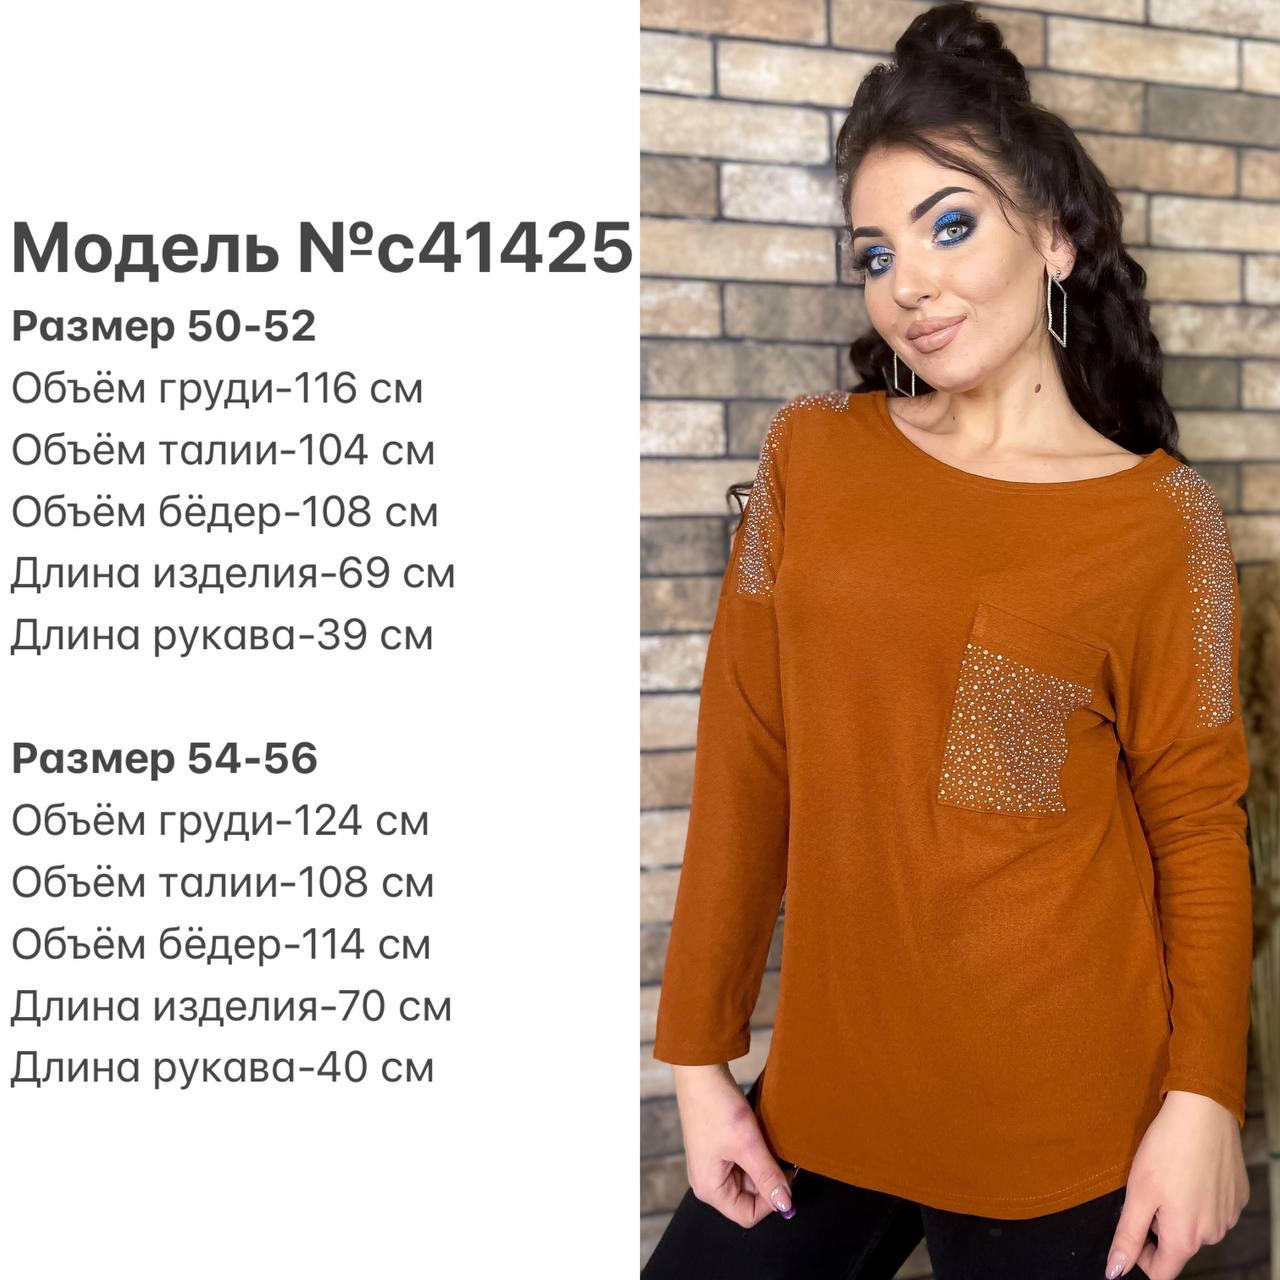 Модель №с41425
Размер 50-52
Объём груди-116 см
Объём талии-104 см
Объём бёдер-108 см
Длина изделия-69 см
Длина рукава-39 см
Размер 54-56
Объём груди-124 см
Объём талии-108 см
Объём бёдер-114 см
Длина изделия-70 см
Длина рукава-40 см